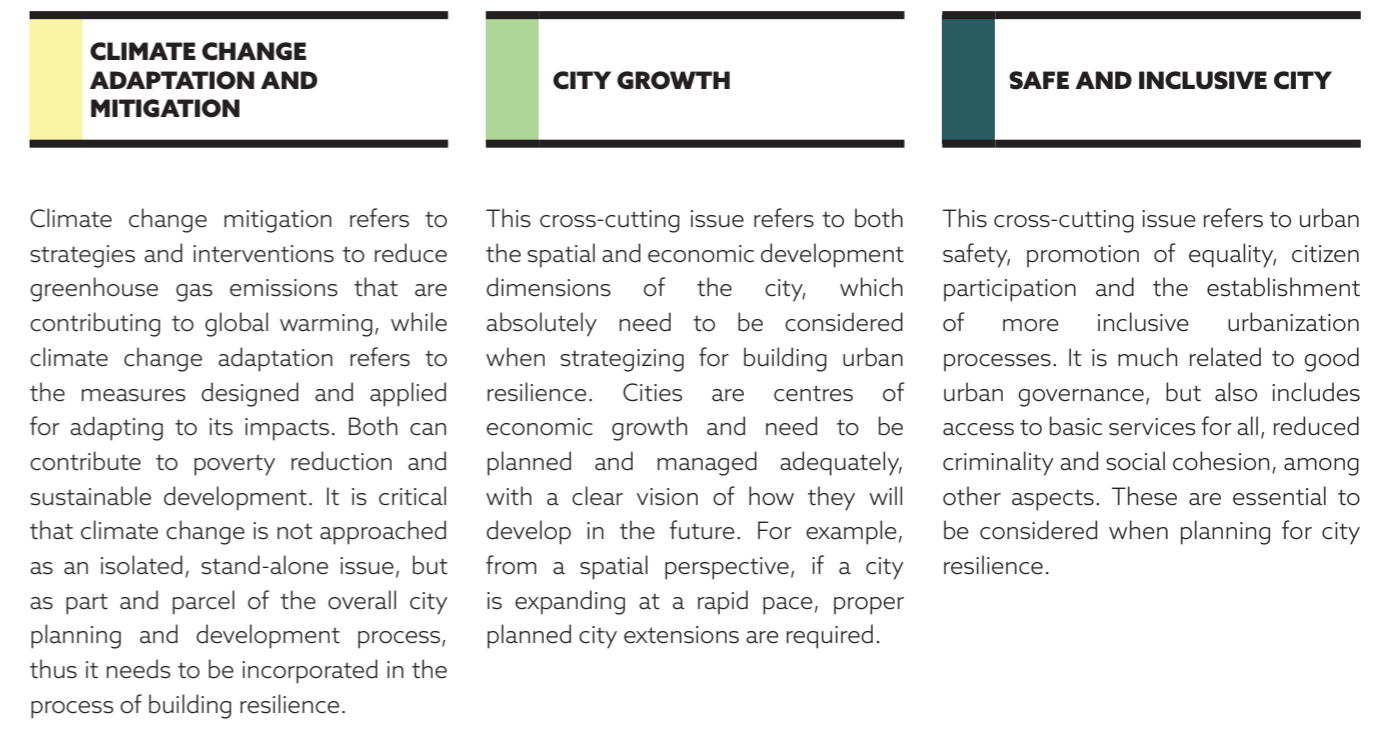 CLIMATE CHANGE
ADAPTATION AND
MITIGATION
Climate change mitigation refers to
strategies and interventions to reduce
greenhouse gas emissions that are
contributing to global warming, while
climate change adaptation refers to
the measures designed and applied
for adapting to its impacts. Both can
contribute to poverty reduction and
sustainable development. It is critical
that climate change is not approached
as an isolated, stand-alone issue, but
as part and parcel of the overall city
planning and development process,
thus it needs to be incorporated in the
process of building resilience.
CITY GROWTH
This cross-cutting issue refers to both
the spatial and economic development
dimensions of the city, which
absolutely need to be considered
when strategizing for building urban
resilience. Cities are centres of
economic growth and need to be
planned and managed adequately,
with a clear vision of how they will
develop in the future. For example,
from a spatial perspective, if a city
is expanding at a rapid pace, proper
planned city extensions are required.
SAFE AND INCLUSIVE CITY
This cross-cutting issue refers to urban
safety, promotion of equality, citizen
participation and the establishment
of more inclusive urbanization
processes. It is much related to good
urban governance, but also includes
access to basic services for all, reduced
criminality and social cohesion, among
other aspects. These are essential to
be considered when planning for city
resilience.